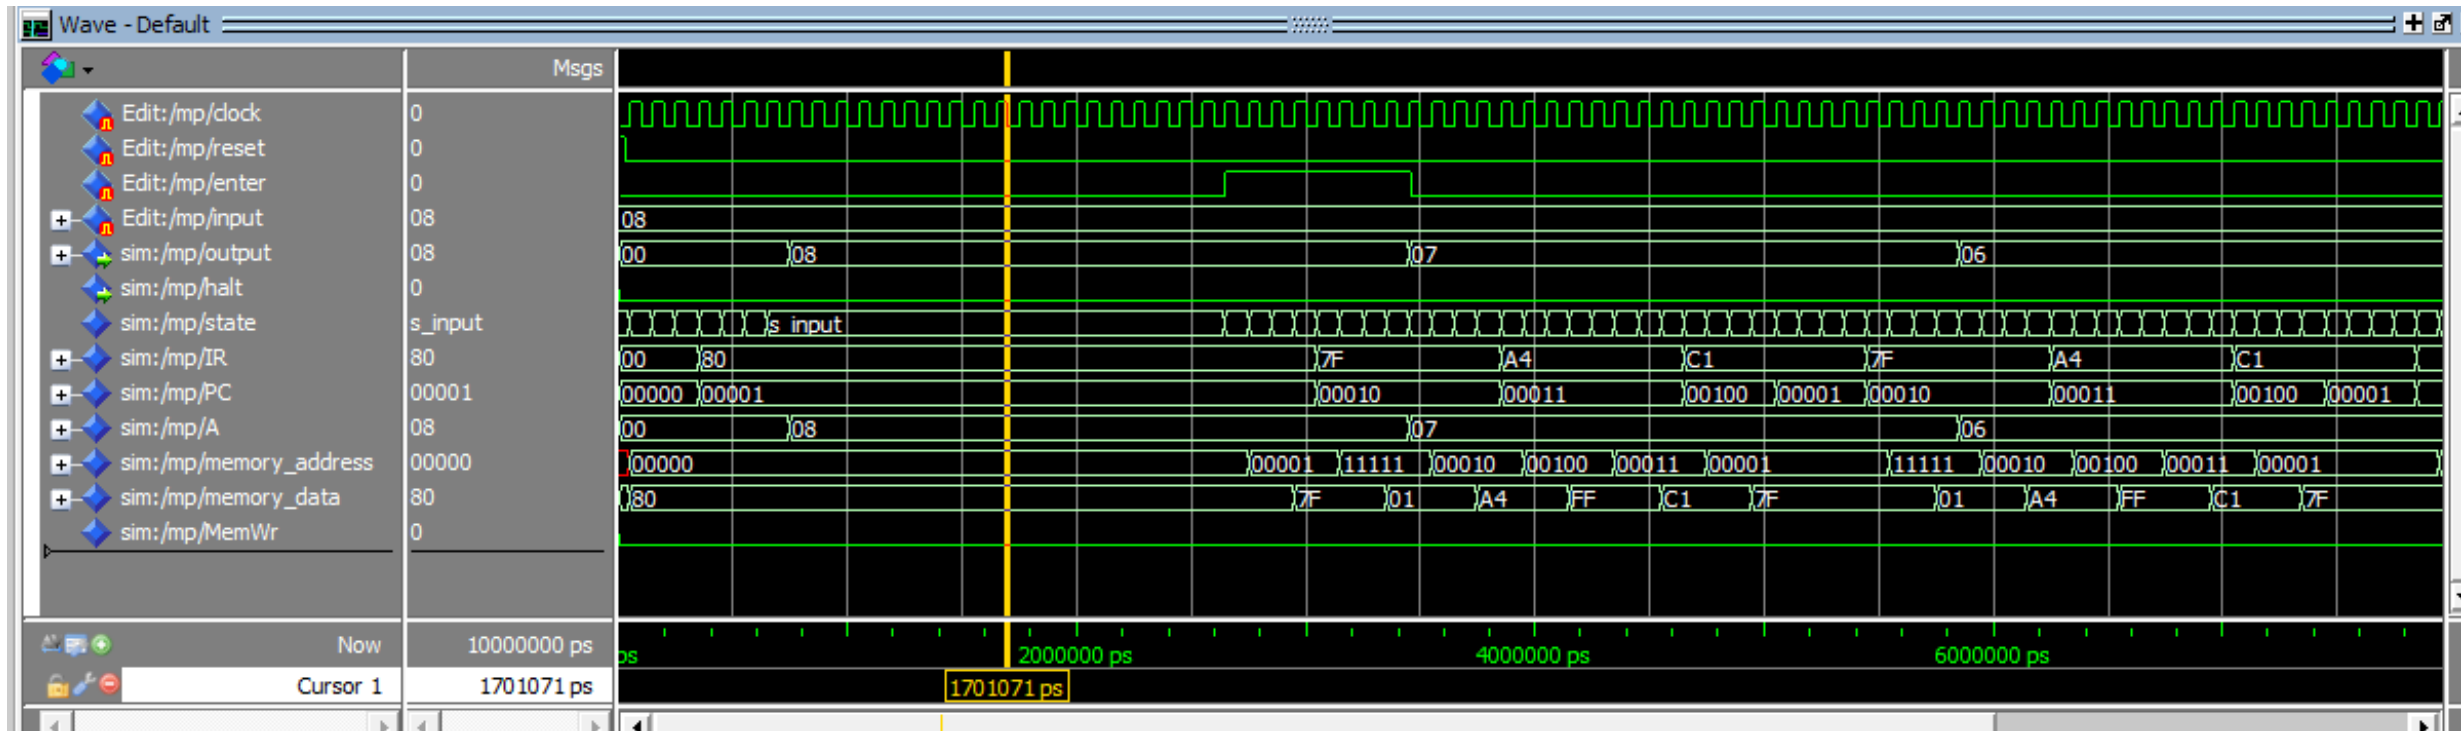 Wave - Default
Msgs
Edit:/mp/clock 0
Edit:/mp/reset 0
Edit:/mp/enter 0
Edit:/mp/input 08 08
sim:/mp/output 08 00 08 07 06
sim:/mp/halt 0
sim:/mp/state s_input s_input
sim:/mp/IR 80 00 80 7F A4 C1 7F A4 C1
sim:/mp/PC 00001 00000 00001 00010 00011 00100 00001 00010 00011 00100 00001
sim:/mp/A 08 00 08 07 06
sim:/mp/memory_address 00000 00000 00001 11111 00010 00100 00011 00001 11111 00010 00100 00011 00001
sim:/mp/memory_data 80 80 7F 01 A4 FF C1 7F 01 A4 FF C1 7F
sim:/mp/MemWr 0
Now 10000000 ps ps 2000000 ps 4000000 ps 6000000 ps
Cursor 1 1701071 ps 1701071 ps